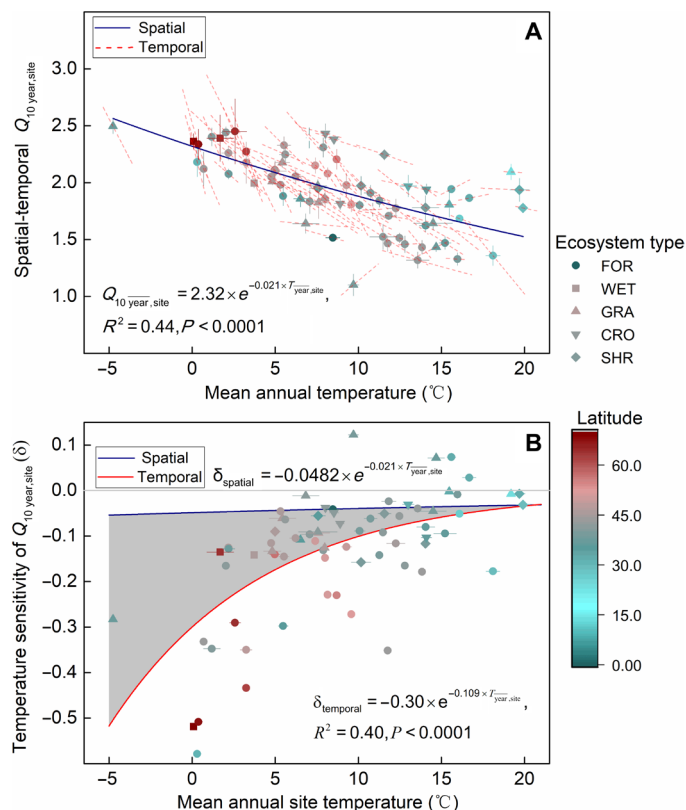 A
Spatial
Temporal
3.0
2.5
2.0
1.5
1.0
Spatial-temporal Q10 year,site
Q10 year,site = 2.32×e^−0.021×Tyear,site,
R² = 0.44, P < 0.0001
−5 0 5 10 15 20
Mean annual temperature (℃)
Ecosystem type
FOR
WET
GRA
CRO
SHR
B
Spatial
Temporal
δspatial = −0.0482×e^−0.021×Tyear,site
0.1
0.0
−0.1
−0.2
−0.3
−0.4
−0.5
Temperature sensitivity of Q10 year,site (δ)
δtemporal = −0.30×e^−0.109×Tyear,site,
R² = 0.40, P < 0.0001
−5 0 5 10 15 20
Mean annual site temperature (℃)
Latitude
60.0
45.0
30.0
15.0
0.00